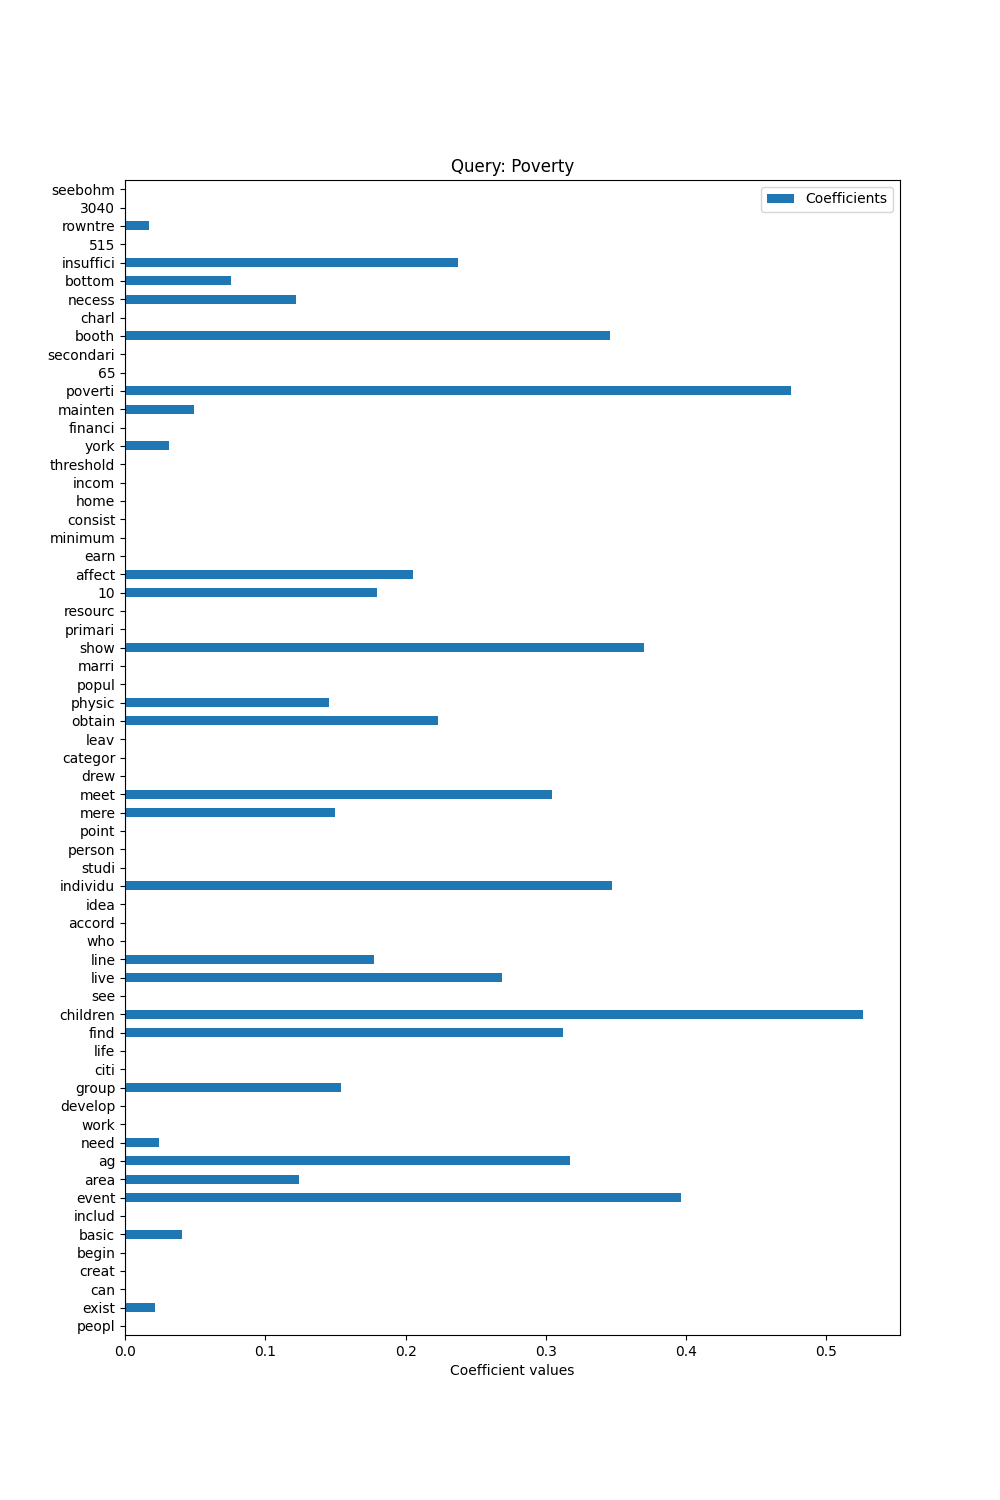 Query: Poverty
Coefficients
seebohm
3040
rowntre
515
insuffici
bottom
necess
charl
booth
secondari
65
poverti
mainten
financi
york
threshold
incom
home
consist
minimum
earn
affect
10
resourc
primari
show
marri
popul
physic
obtain
leav
categor
drew
meet
mere
point
person
studi
individu
idea
accord
who
line
live
see
children
find
life
citi
group
develop
work
need
ag
area
event
includ
basic
begin
creat
can
exist
peopl
0.0 0.1 0.2 0.3 0.4 0.5
Coefficient values